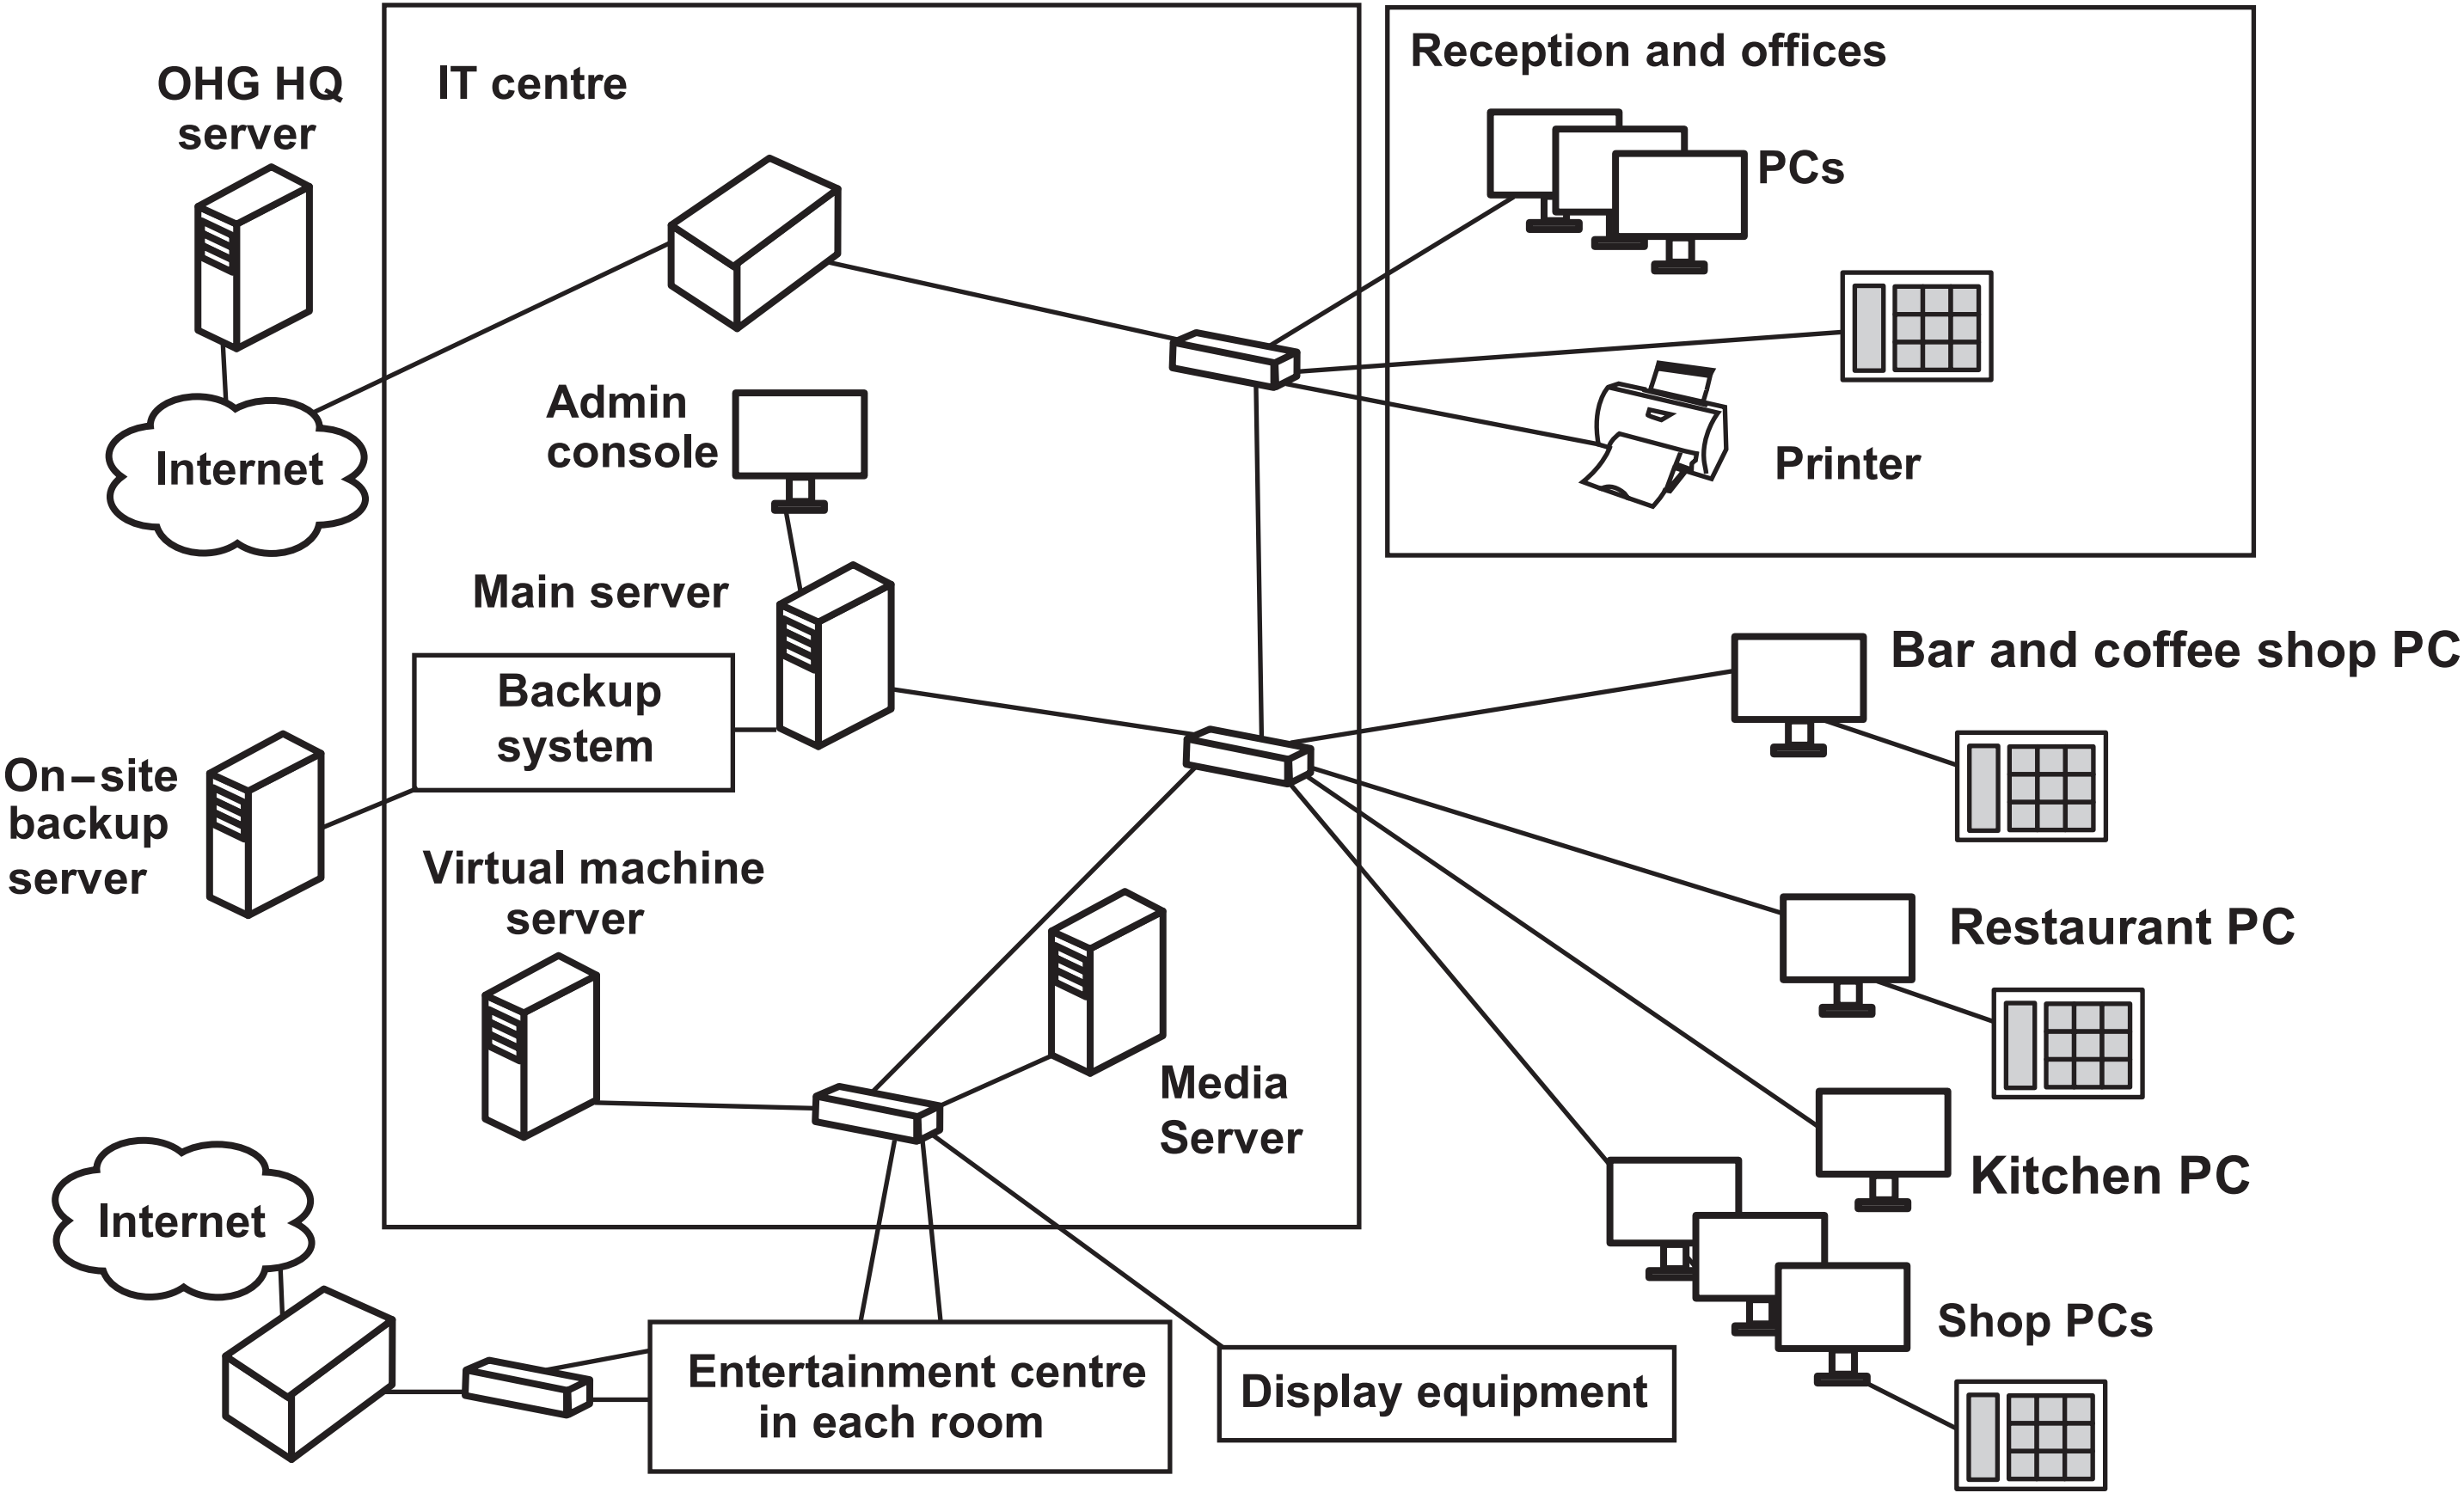 OHG HQ
server
IT centre
Reception and offices
PCs
Internet
Admin
console
Printer
Main server
Backup
system
Bar and coffee shop PC
On–site
backup
server
Virtual machine
server
Restaurant PC
Media
Server
Kitchen PC
Internet
Shop PCs
Entertainment centre
in each room
Display equipment